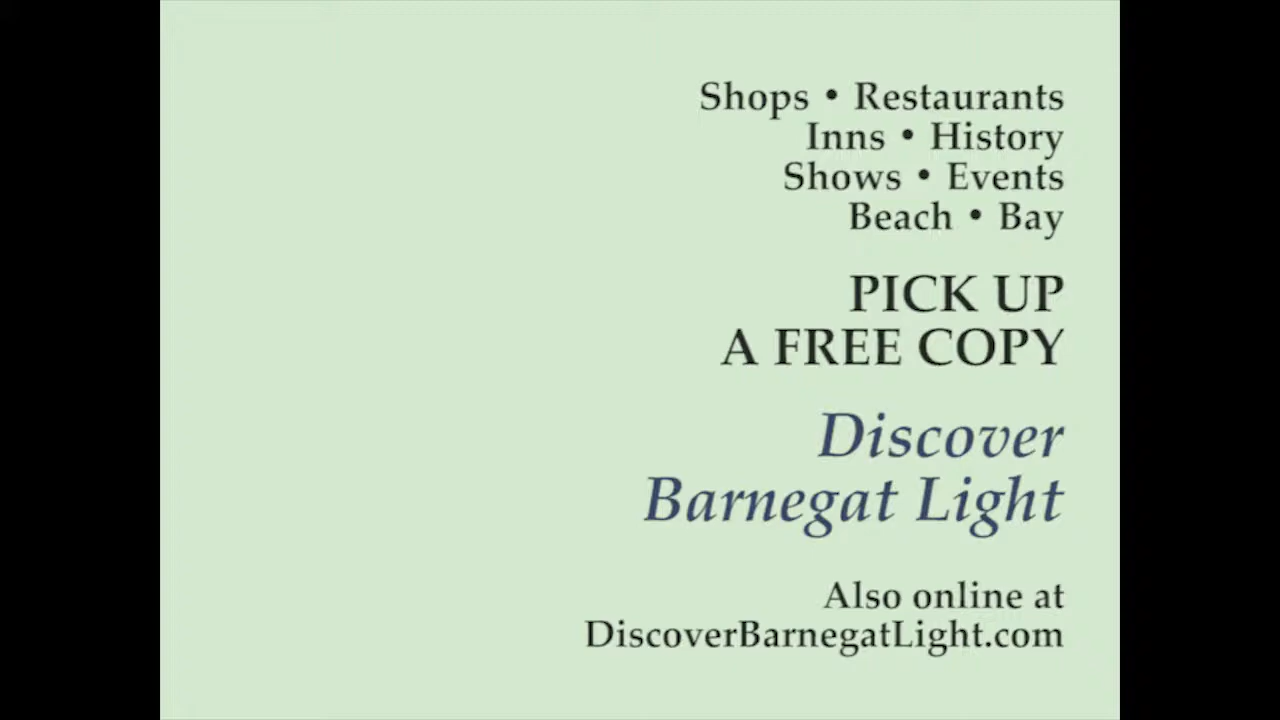 Shops • Restaurants
Inns • History
Shows • Events
Beach • Bay
PICK UP
A FREE COPY
Discover
Barnegat Light
Also online at
DiscoverBarnegatLight.com